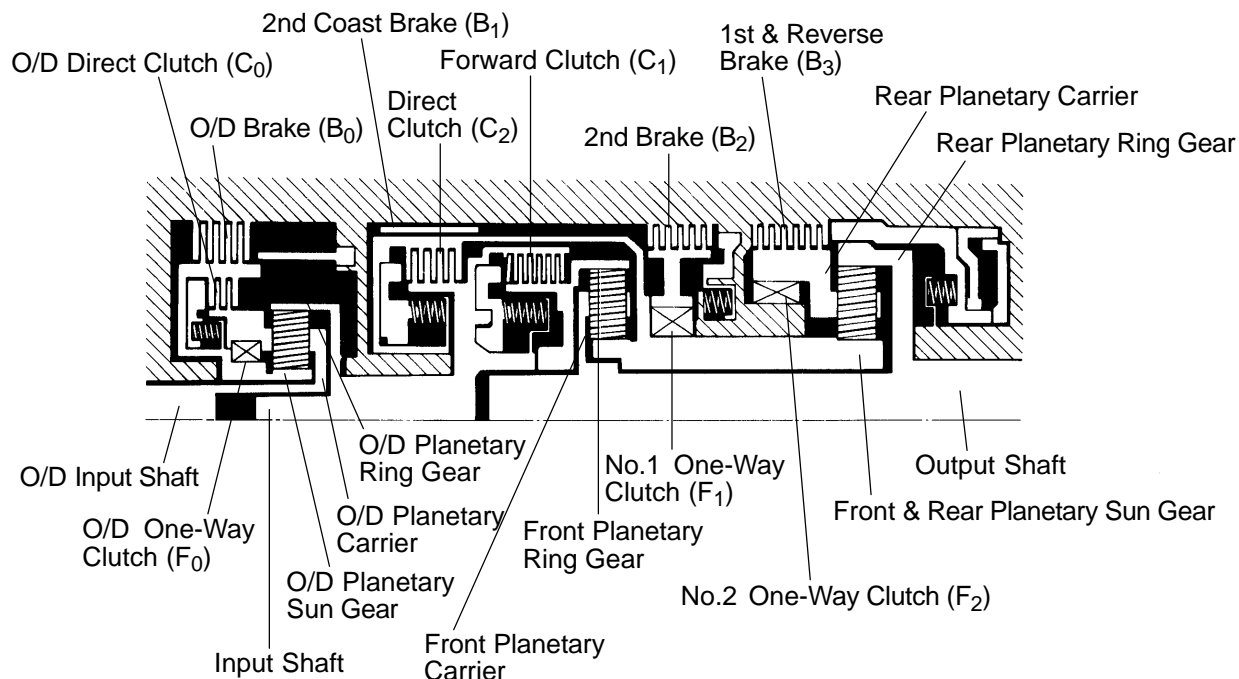 2nd Coast Brake (B1)
1st & Reverse
Brake (B3)
O/D Direct Clutch (C0)
Forward Clutch (C1)
Direct
Clutch (C2)
Rear Planetary Carrier
O/D Brake (B0)
2nd Brake (B2)
Rear Planetary Ring Gear
O/D Planetary
Ring Gear
No.1 One-Way
Clutch (F1)
Output Shaft
O/D Input Shaft
O/D One-Way
Clutch (F0)
O/D Planetary
Carrier
Front Planetary
Ring Gear
Front & Rear Planetary Sun Gear
O/D Planetary
Sun Gear
No.2 One-Way Clutch (F2)
Input Shaft
Front Planetary
Carrier